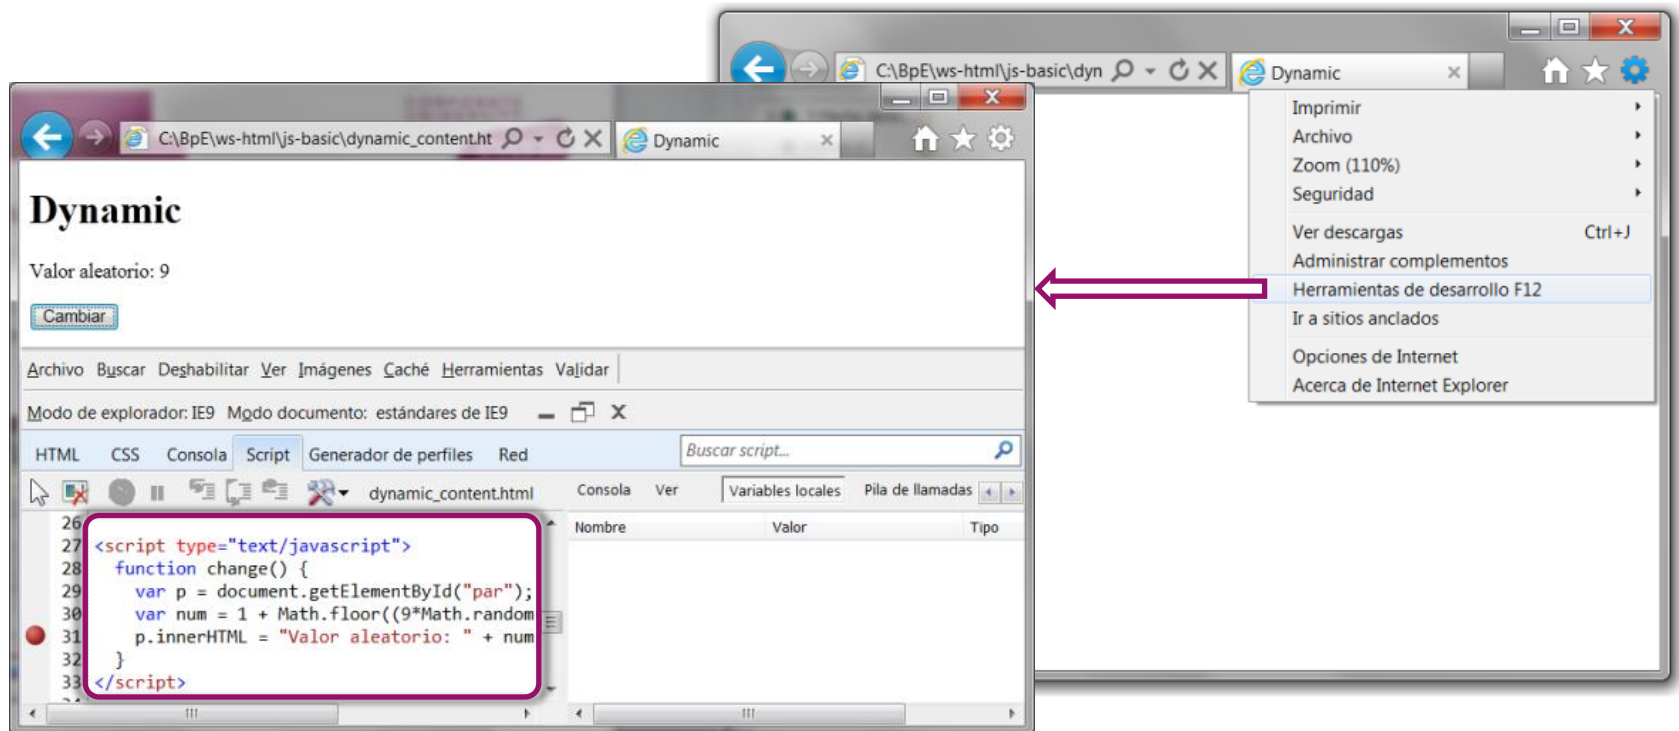 C:\BpE\ws-html\js-basic\dyn
Dynamic
Imprimir
Archivo
Zoom (110%)
Seguridad
Ver descargas Ctrl+J
Administrar complementos
Herramientas de desarrollo F12
Ir a sitios anclados
Opciones de Internet
Acerca de Internet Explorer
C:\BpE\ws-html\js-basic\dynamic_content.ht
Dynamic
Dynamic
Valor aleatorio: 9
Cambiar
Archivo Buscar Deshabilitar Ver Imágenes Caché Herramientas Validar
Modo de explorador: IE9 Modo documento: estándares de IE9
HTML CSS Consola Script Generador de perfiles Red Buscar script...
dynamic_content.html Consola Ver Variables locales Pila de llamadas
Nombre Valor Tipo
26
27 <script type="text/javascript">
28 function change() {
29 var p = document.getElementById("par");
30 var num = 1 + Math.floor((9*Math.random
31 p.innerHTML = "Valor aleatorio: " + num
32 }
33 </script>